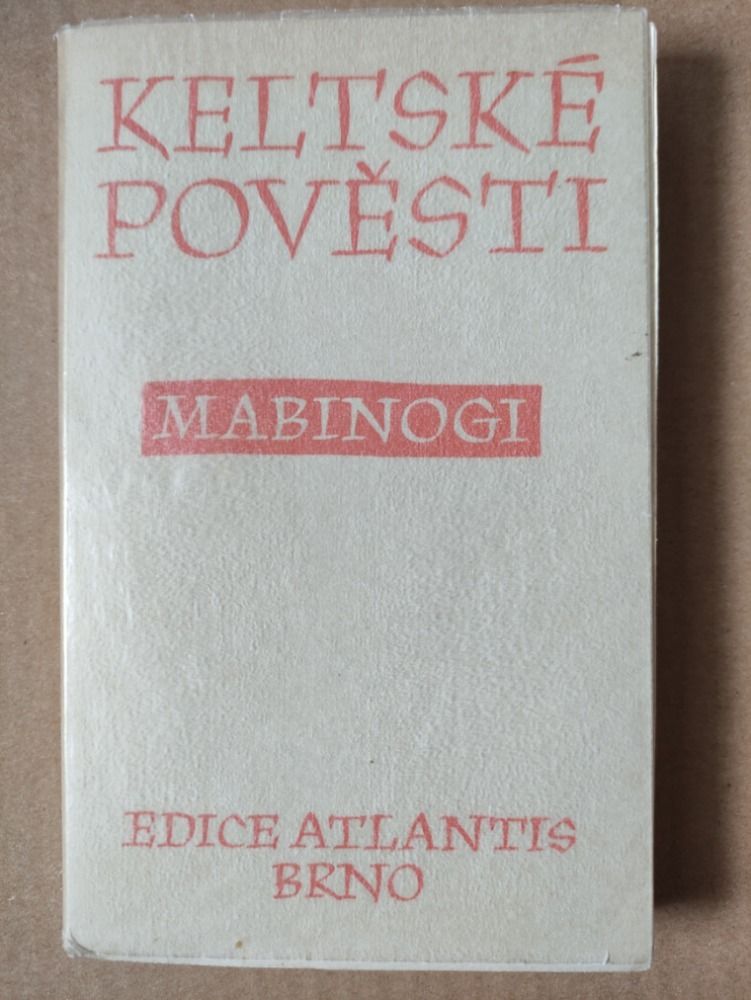 KELTSKÉ
POVĚSTI
MABINOGI
EDICE ATLANTIS
BRNO